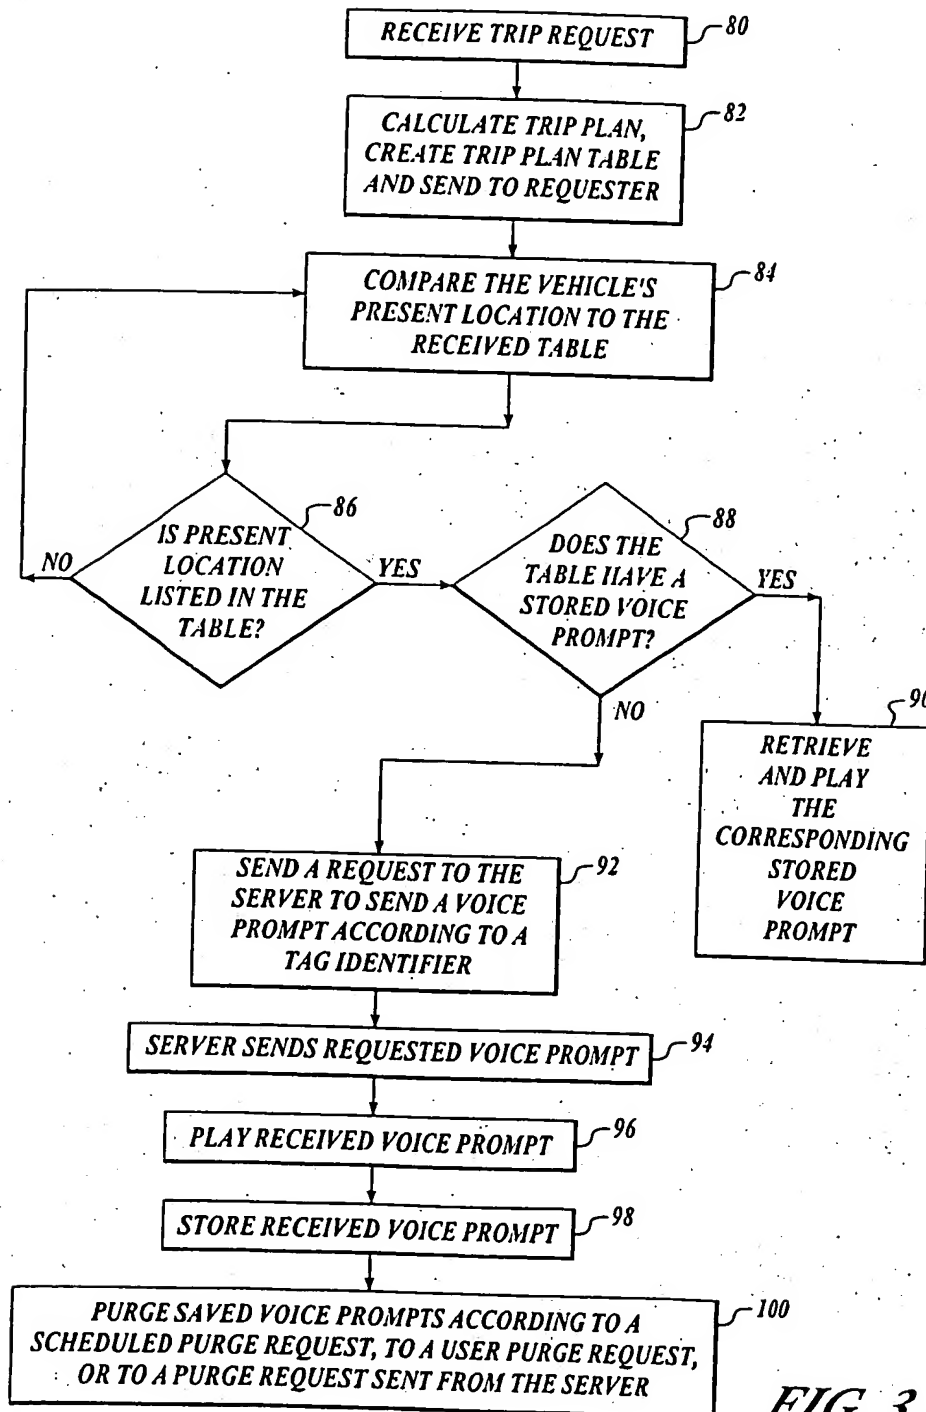 RECEIVE TRIP REQUEST
80
CALCULATE TRIP PLAN,
CREATE TRIP PLAN TABLE
AND SEND TO REQUESTER
82
COMPARE THE VEHICLE'S
PRESENT LOCATION TO THE
RECEIVED TABLE
84
IS PRESENT
LOCATION
LISTED IN THE
TABLE?
86
NO
YES
DOES THE
TABLE HAVE A
STORED VOICE
PROMPT?
88
YES
NO
RETRIEVE
AND PLAY
THE
CORRESPONDING
STORED
VOICE
PROMPT
90
SEND A REQUEST TO THE
SERVER TO SEND A VOICE
PROMPT ACCORDING TO A
TAG IDENTIFIER
92
SERVER SENDS REQUESTED VOICE PROMPT
94
PLAY RECEIVED VOICE PROMPT
96
STORE RECEIVED VOICE PROMPT
98
PURGE SAVED VOICE PROMPTS ACCORDING TO A
SCHEDULED PURGE REQUEST, TO A USER PURGE REQUEST,
OR TO A PURGE REQUEST SENT FROM THE SERVER
100
FIG. 3